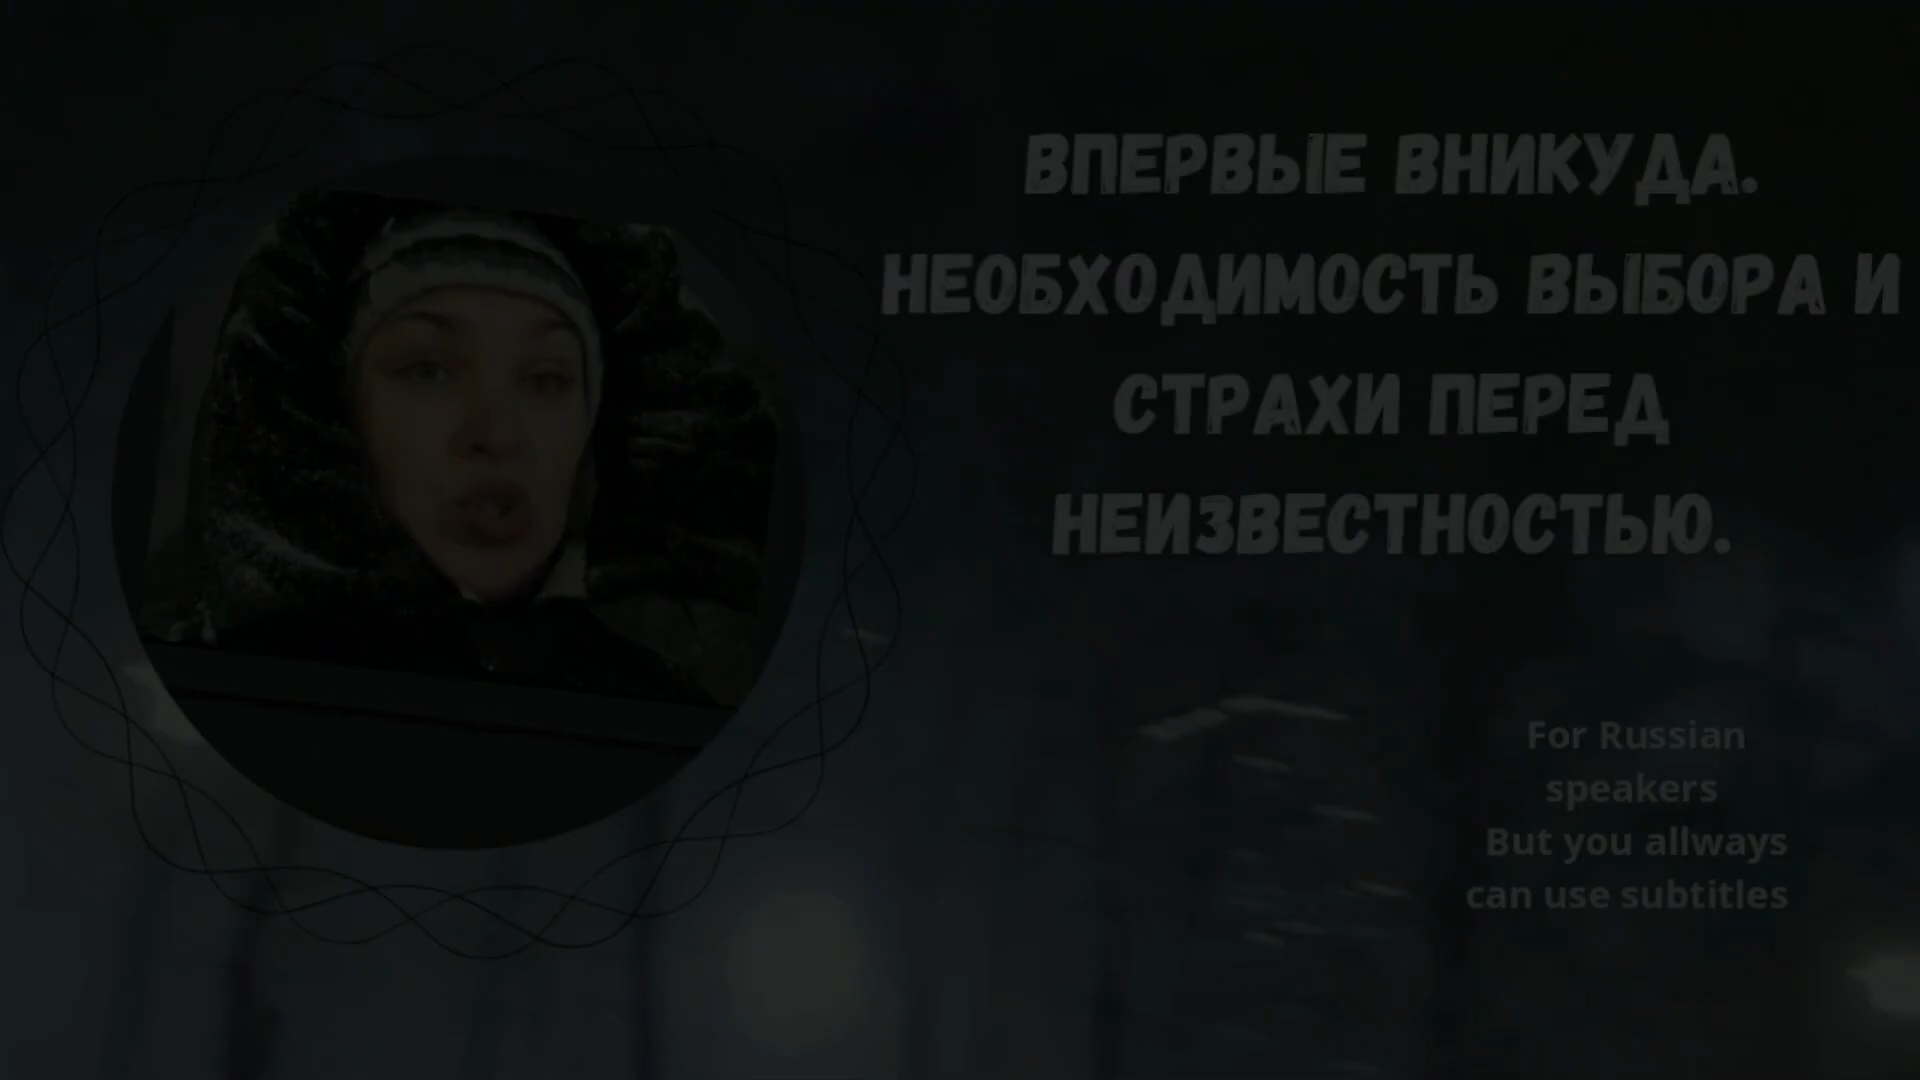 ВПЕРВЫЕ ВНИКУДА.
НЕОБХОДИМОСТЬ ВЫБОРА И
СТРАХИ ПЕРЕД
НЕИЗВЕСТНОСТЬЮ.
For Russian
speakers
But you allways
can use subtitles